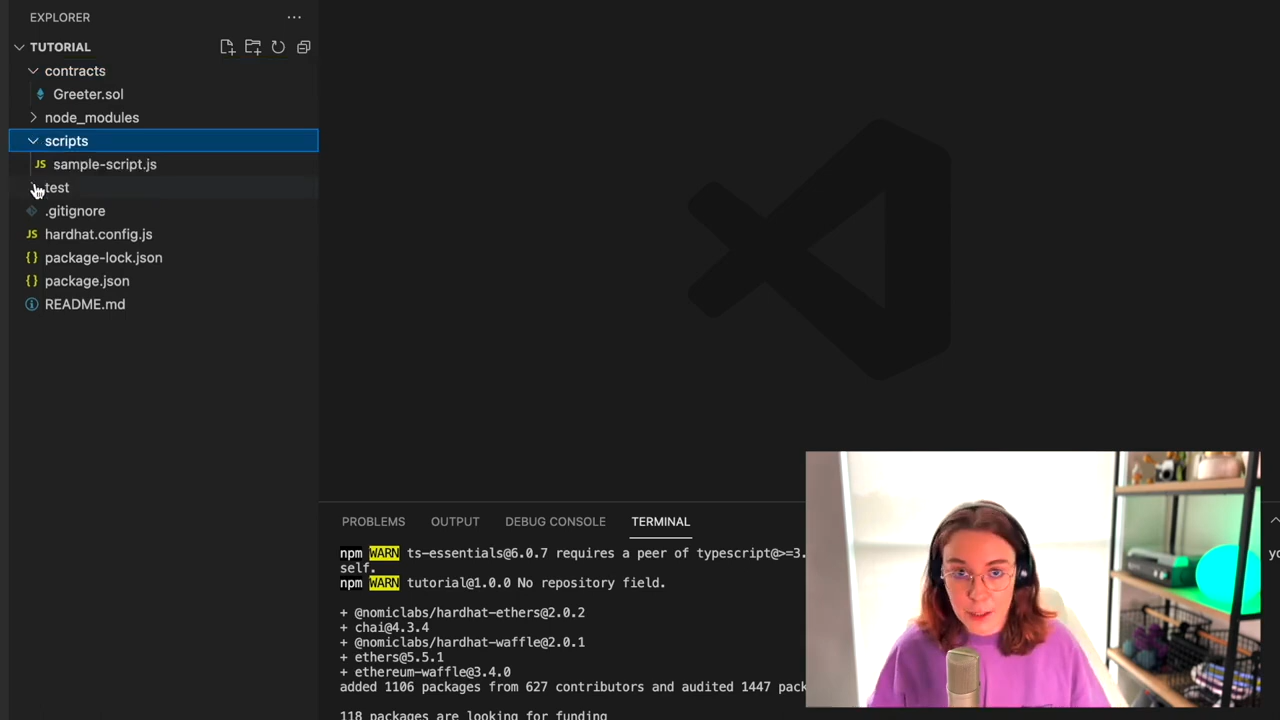 EXPLORER
TUTORIAL
contracts
Greeter.sol
node_modules
scripts
JS sample-script.js
test
.gitignore
JS hardhat.config.js
{} package-lock.json
{} package.json
README.md
PROBLEMS OUTPUT DEBUG CONSOLE TERMINAL
npm WARN ts-essentials@6.0.7 requires a peer of typescript@>=3.
self.
npm WARN tutorial@1.0.0 No repository field.
+ @nomiclabs/hardhat-ethers@2.0.2
+ chai@4.3.4
+ @nomiclabs/hardhat-waffle@2.0.1
+ ethers@5.5.1
+ ethereum-waffle@3.4.0
added 1106 packages from 627 contributors and audited 1447 pack
118 packages are looking for funding